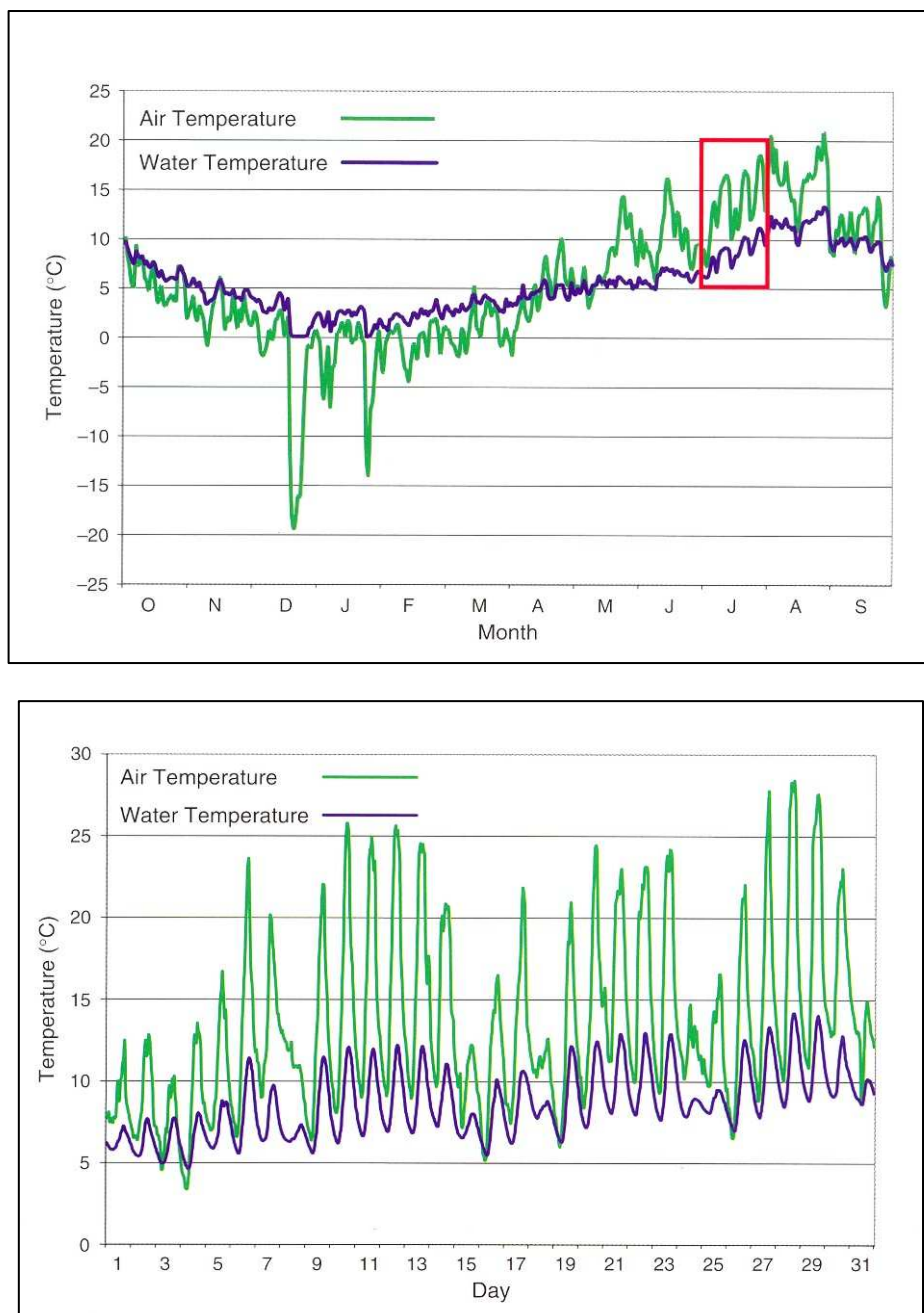 25
Air Temperature
20
Water Temperature
15
10
5
0
−5
−10
−15
−20
−25
Temperature (°C)
O N D J F M A M J J A S
Month
30
Air Temperature
Water Temperature
25
20
15
10
5
0
Temperature (°C)
1 3 5 7 9 11 13 15 17 19 21 23 25 27 29 31
Day